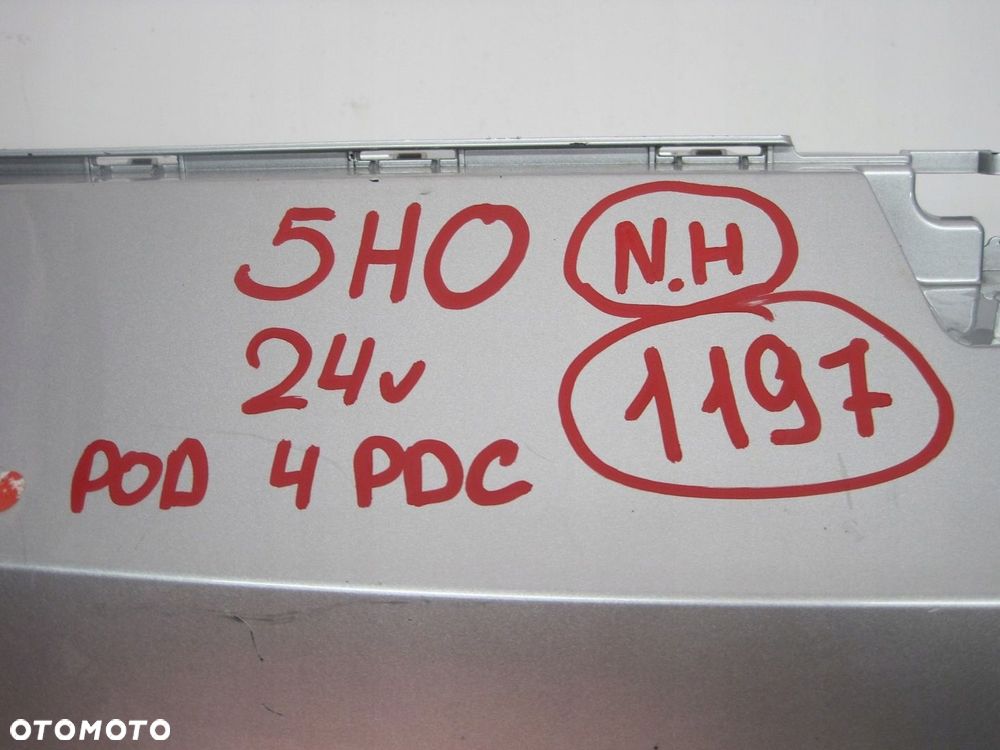 5HO N.H
24v 1197
POD 4 PDC
OTOMOTO